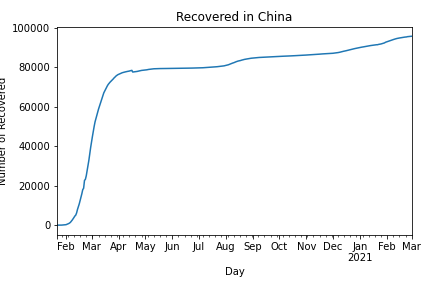 Recovered in China
100000
80000
60000
40000
20000
0
Number of Recovered
Feb Mar Apr May Jun Jul Aug Sep Oct Nov Dec Jan Feb Mar
2021
Day